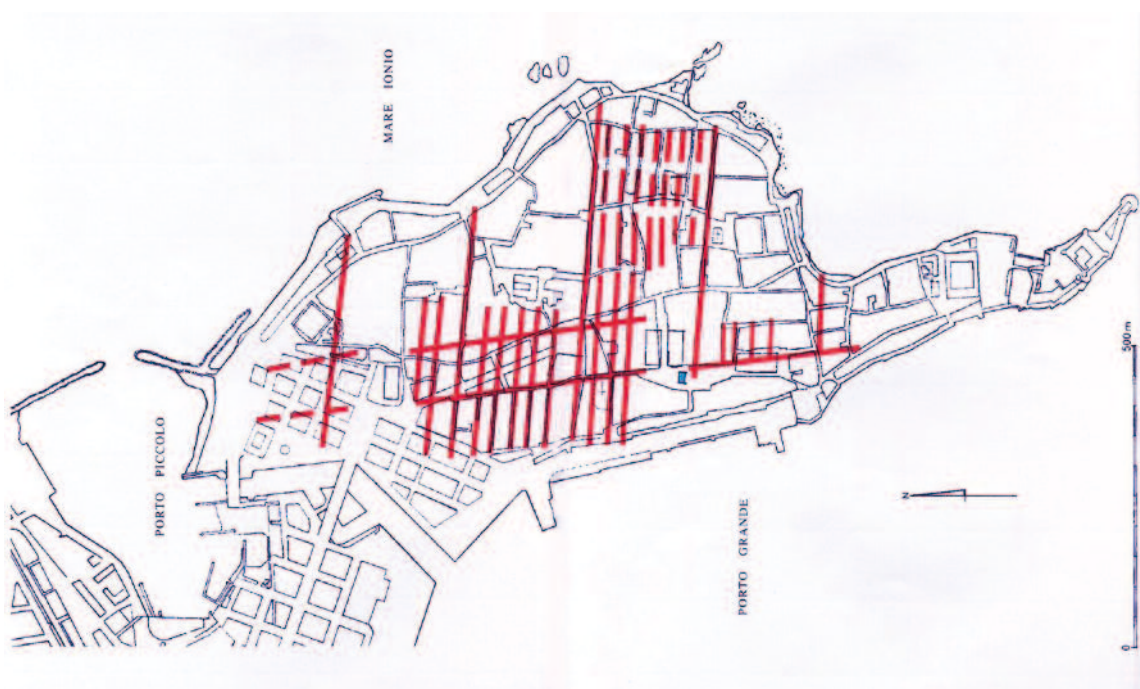 MARE IONIO
PORTO PICCOLO
PORTO GRANDE
N
0
500 m